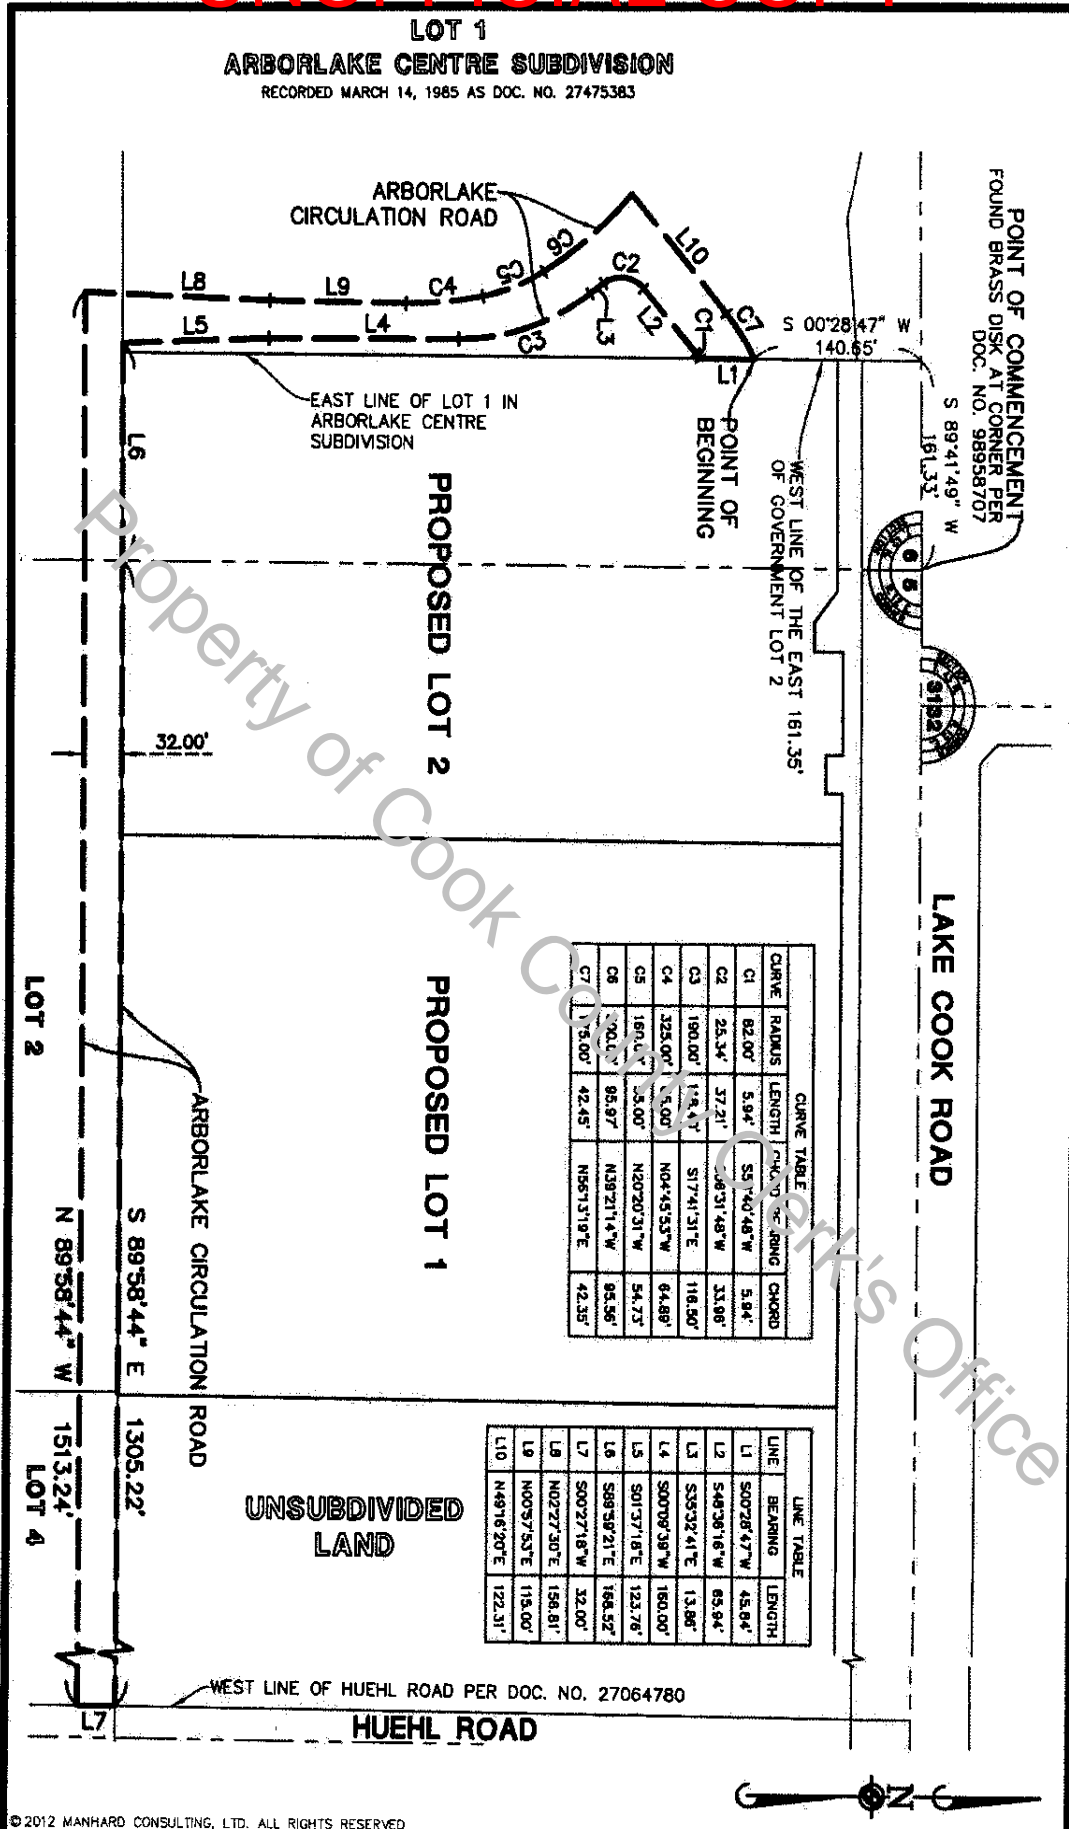 UNOFFICIAL COPY
LOT 1
ARBORLAKE CENTRE SUBDIVISION
RECORDED MARCH 14, 1985 AS DOC. NO. 27475383
POINT OF COMMENCEMENT
FOUND BRASS DISK AT CORNER PER
DOC. NO. 98958707
ARBORLAKE
CIRCULATION ROAD
L10
C6
C2
C5
C7
C1
L8
L9
C4
L3
L2
L5
L4
C3
L1
S 00°28'47" W
140.65'
S 89°41'49" W
161.33'
EAST LINE OF LOT 1 IN
ARBORLAKE CENTRE
SUBDIVISION
POINT OF
BEGINNING
WEST LINE OF THE EAST 161.35'
OF GOVERNMENT LOT 2
L6
6 5
31 32
PROPOSED LOT 2
32.00'
LAKE COOK ROAD
PROPOSED LOT 1
CURVE TABLE
CURVE RADIUS LENGTH CHORD BEARING CHORD
C1 62.00' 5.94' 48"W 5.94'
C2 25.34' 37.21' 31'48"W 33.96'
C3 190.00' S17°41'31"E 116.50'
C4 325.00' N04°45'53"W 64.89'
C5 N20°20'31"W 54.73'
C6 95.97' N39°21'14"W 95.56'
C7 42.45' N56°13'19"E 42.35'
LINE TABLE
LINE BEARING LENGTH
L1 S00°28'47"W 45.84'
L2 S48°36'16"W 65.94'
L3 S35°32'41"E 13.86'
L4 S00°09'39"W 160.00'
L5 S01°37'18"E 123.76'
L6 S89°59'21"E 168.52'
L7 S00°27'18"W 32.00'
L8 N02°27'30"E 156.81'
L9 N00°57'53"E 115.00'
L10 N49°16'20"E 122.31'
LOT 2
ARBORLAKE CIRCULATION ROAD
S 89°58'44" E 1305.22'
N 89°58'44" W 1513.24'
LOT 4
UNSUBDIVIDED
LAND
WEST LINE OF HUEHL ROAD PER DOC. NO. 27064780
L7
HUEHL ROAD
N
Property of Cook County Clerk's Office
© 2012 MANHARD CONSULTING, LTD. ALL RIGHTS RESERVED